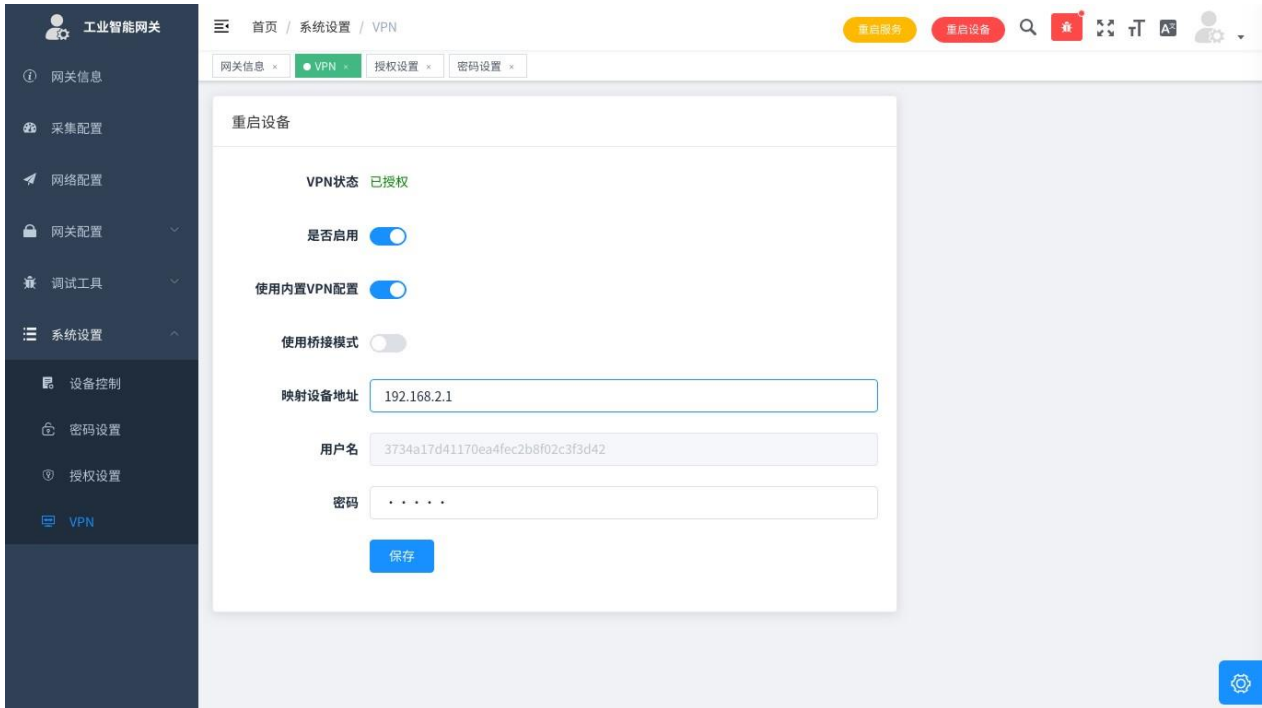 工业智能网关
首页 / 系统设置 / VPN
重启服务
重启设备
网关信息 ×
VPN ×
授权设置 ×
密码设置 ×
网关信息
采集配置
网络配置
网关配置
调试工具
系统设置
设备控制
密码设置
授权设置
VPN
重启设备
VPN状态 已授权
是否启用
使用内置VPN配置
使用桥接模式
映射设备地址 192.168.2.1
用户名 3734a17d41170ea4fec2b8f02c3f3d42
密码 · · · · ·
保存